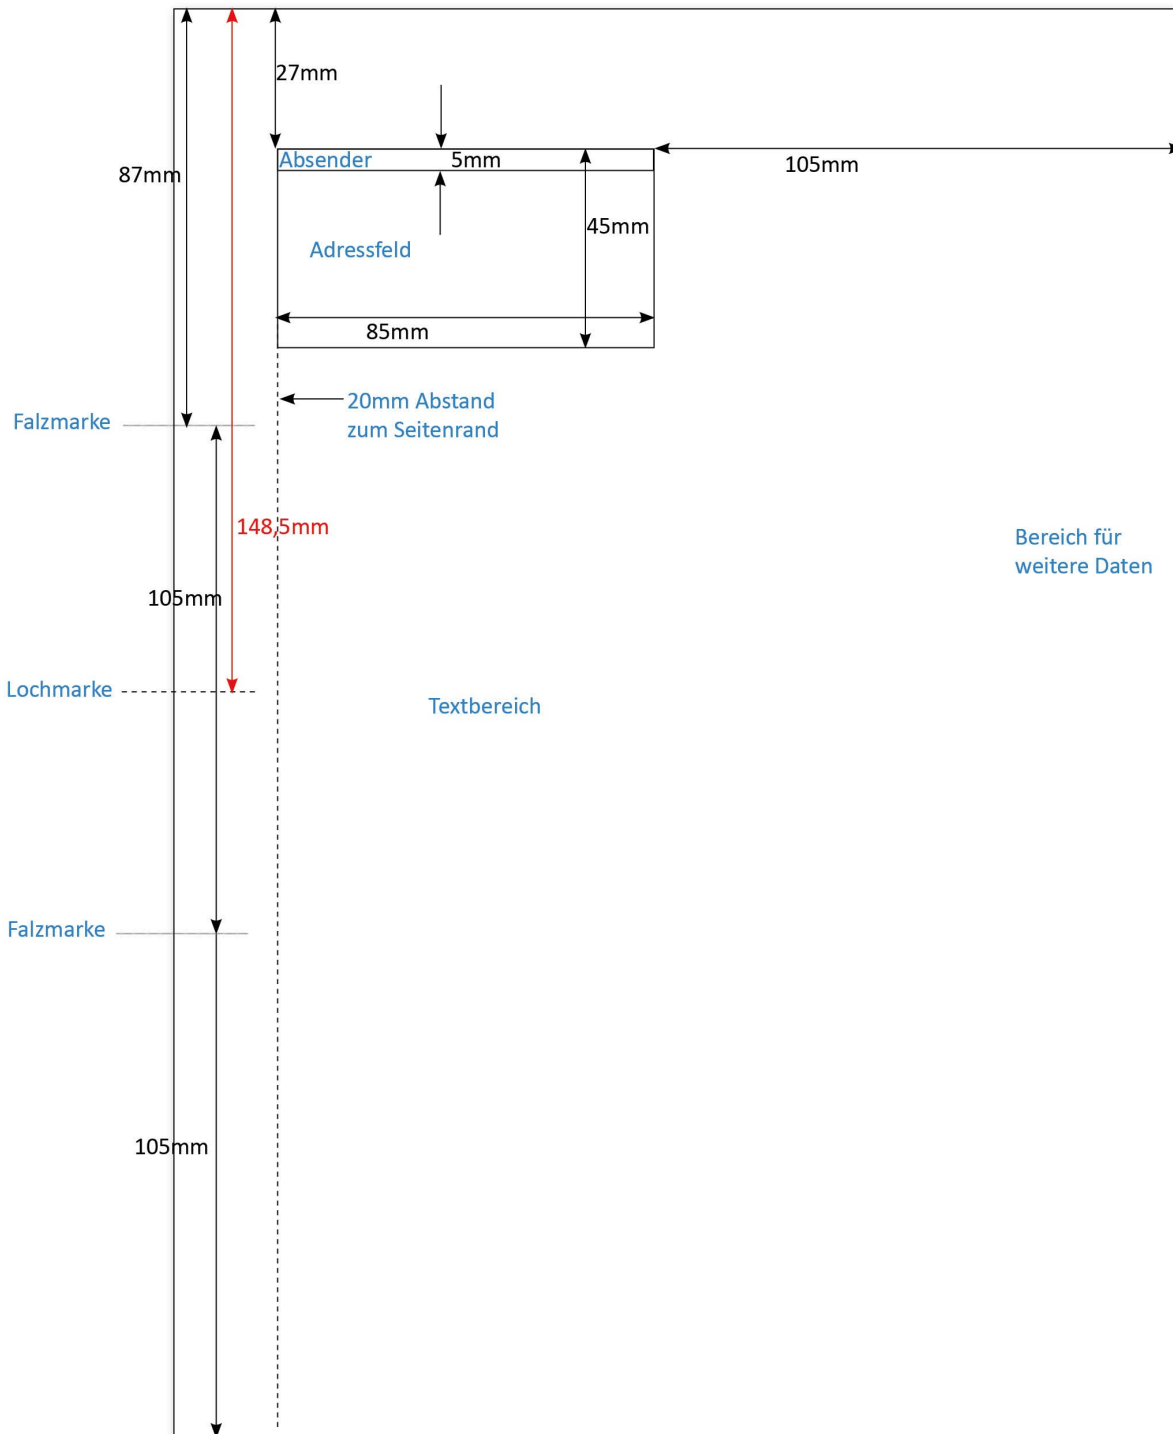 27mm
Absender
5mm
105mm
87mm
45mm
Adressfeld
85mm
20mm Abstand
zum Seitenrand
Falzmarke
148,5mm
Bereich für
weitere Daten
105mm
Lochmarke
Textbereich
Falzmarke
105mm